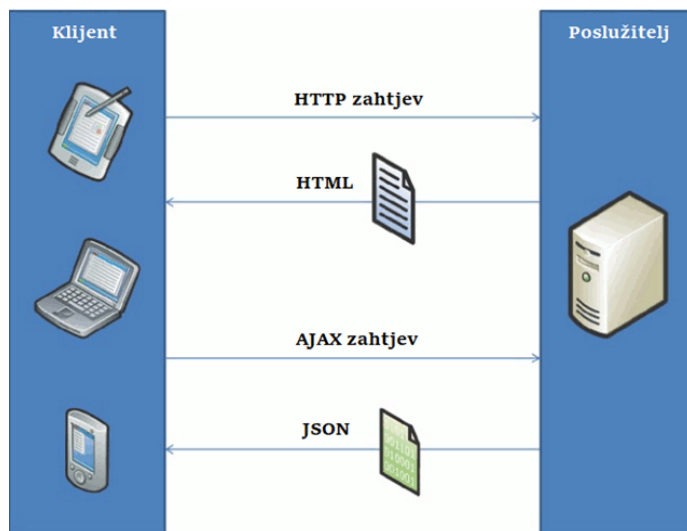 Klijent
Poslužitelj
HTTP zahtjev
HTML
AJAX zahtjev
JSON